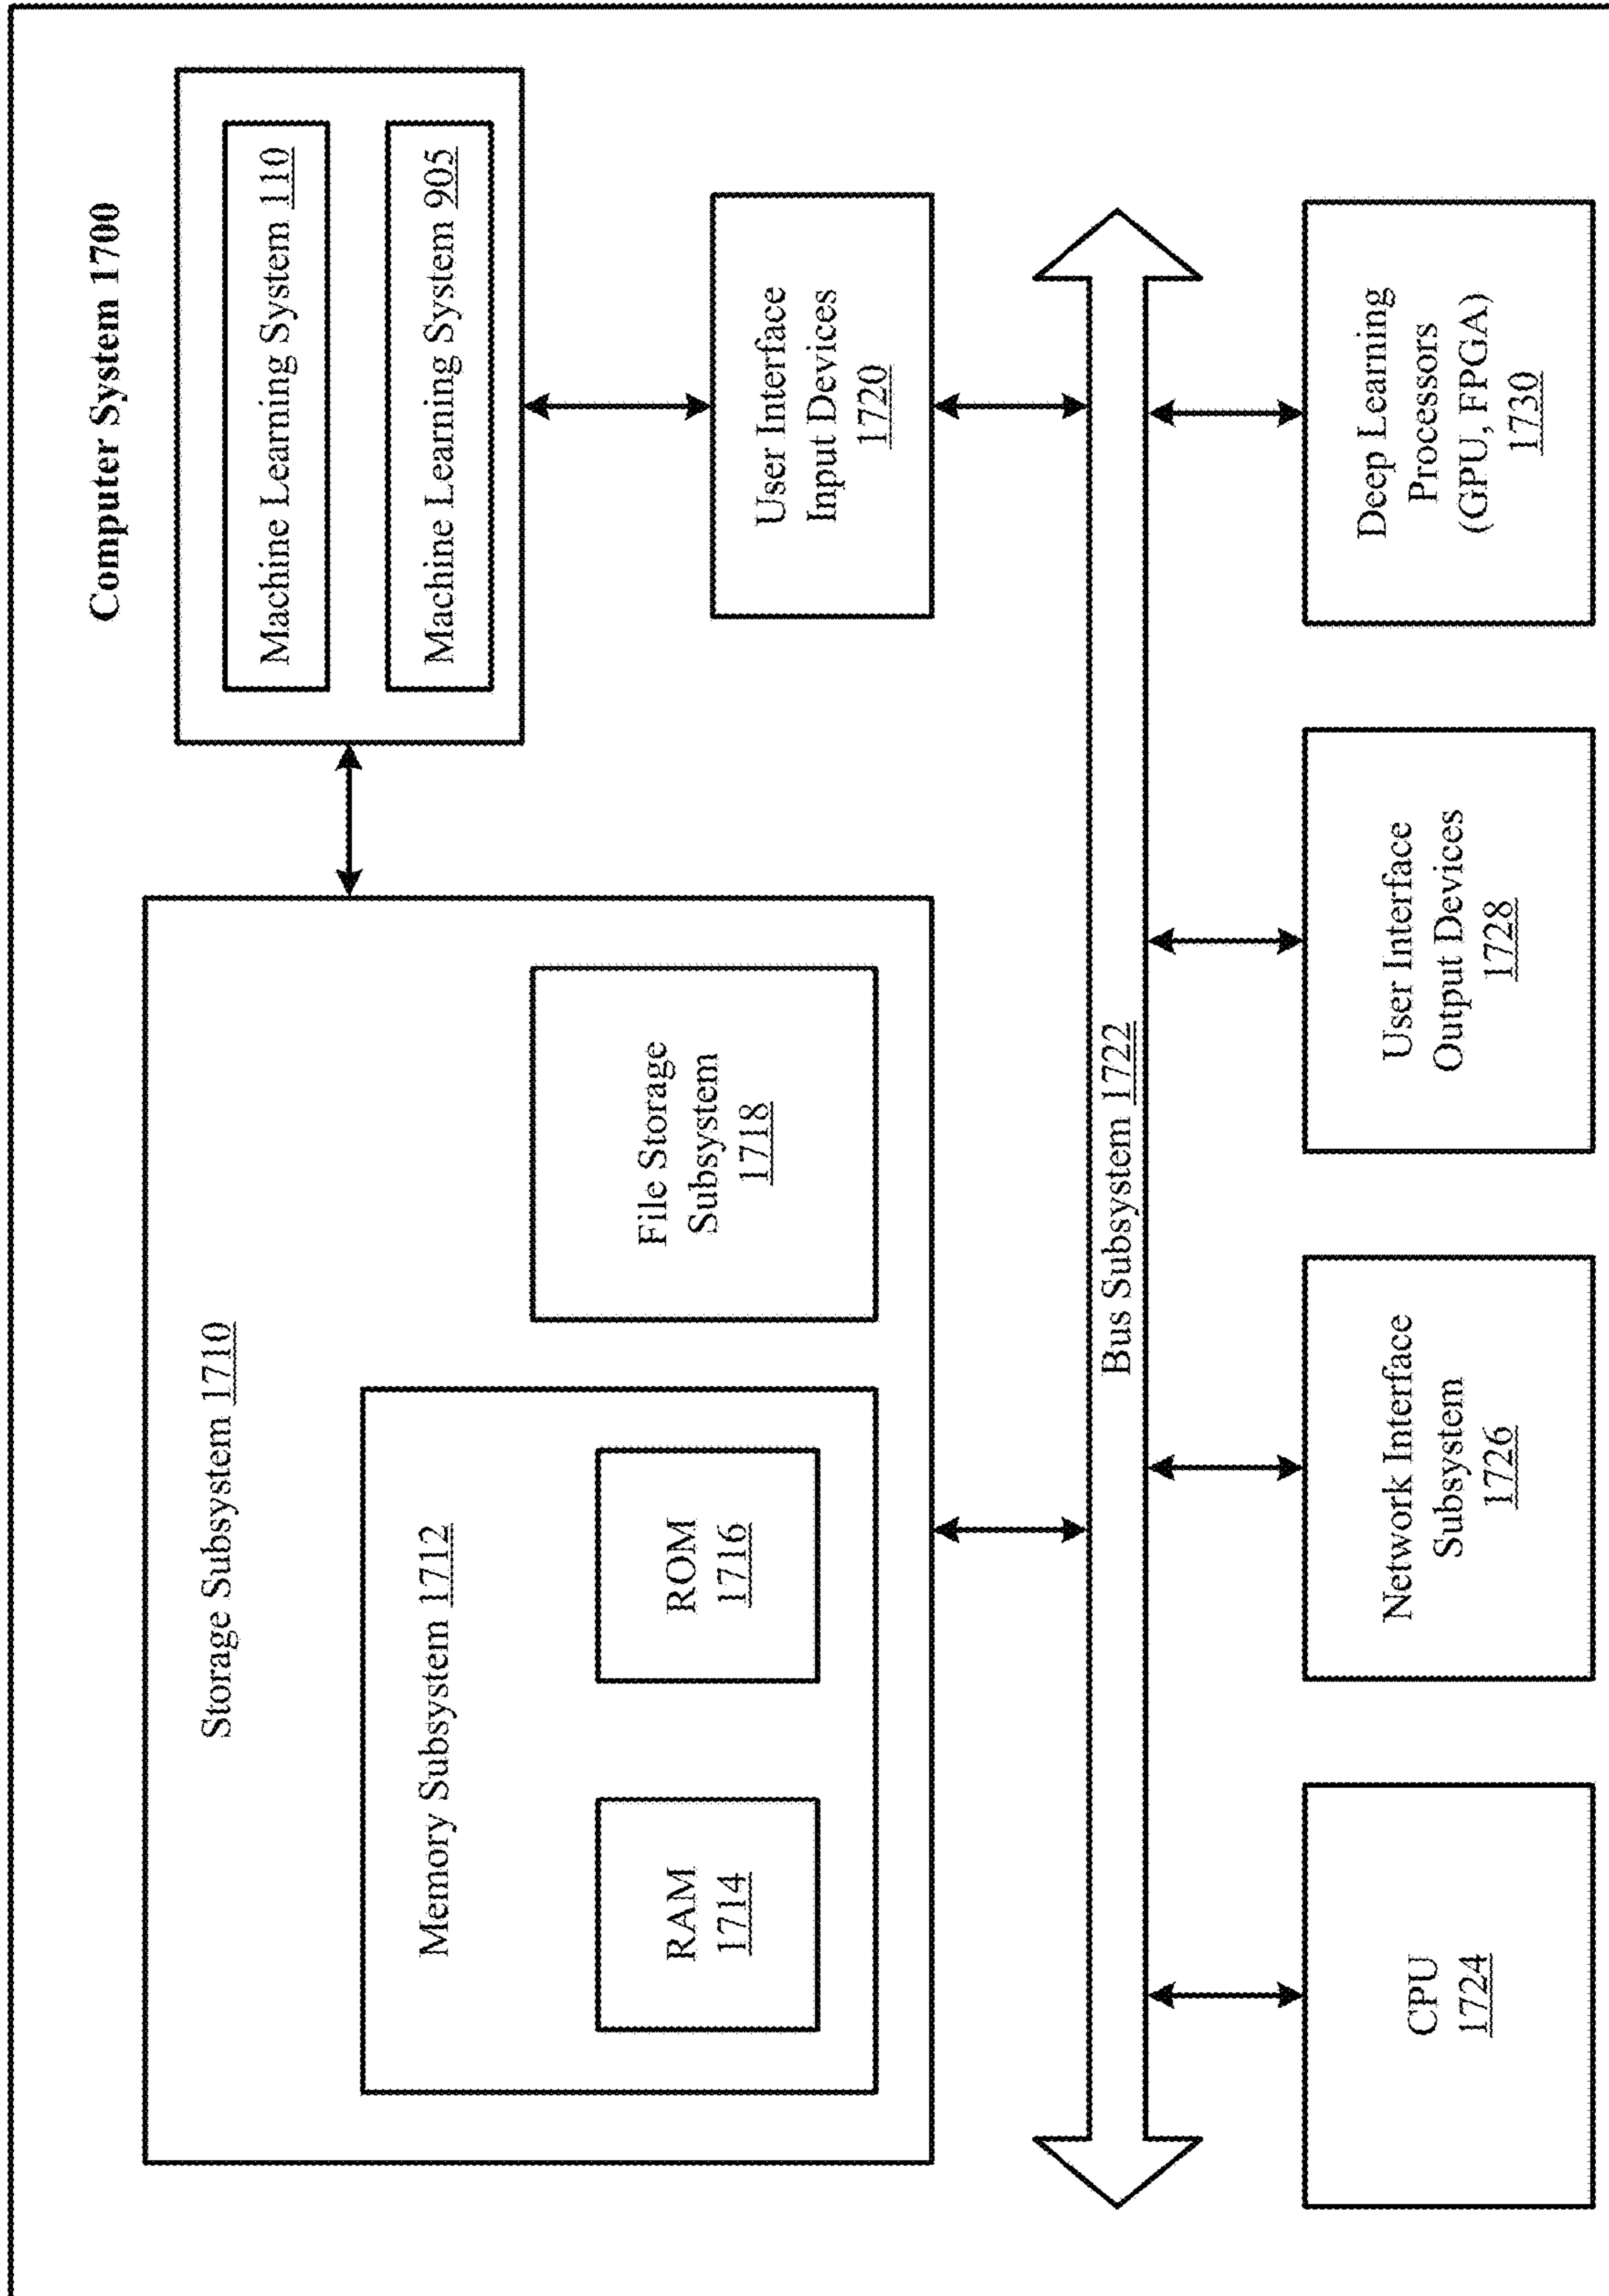 Computer System 1700
Storage Subsystem 1710
Memory Subsystem 1712
RAM
1714
ROM
1716
File Storage
Subsystem
1718
Machine Learning System 110
Machine Learning System 905
User Interface
Input Devices
1720
Bus Subsystem 1722
CPU
1724
Network Interface
Subsystem
1726
User Interface
Output Devices
1728
Deep Learning
Processors
(GPU, FPGA)
1730